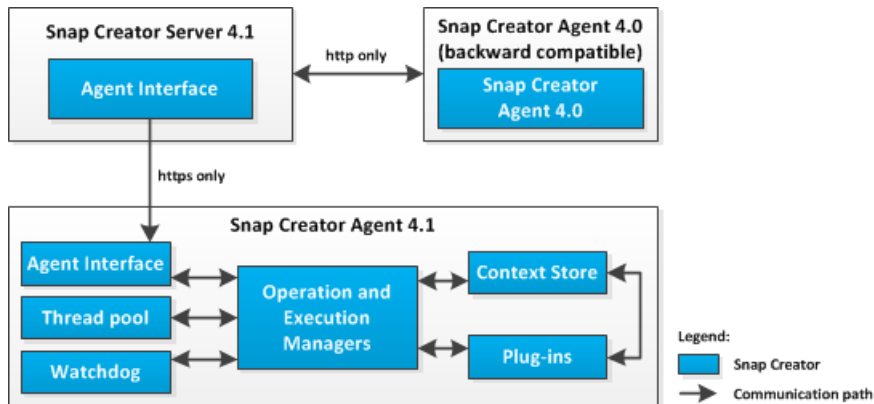 Snap Creator Server 4.1
Agent Interface
http only
Snap Creator Agent 4.0
(backward compatible)
Snap Creator
Agent 4.0
https only
Snap Creator Agent 4.1
Agent Interface
Thread pool
Watchdog
Operation and
Execution
Managers
Context Store
Plug-ins
Legend:
Snap Creator
Communication path